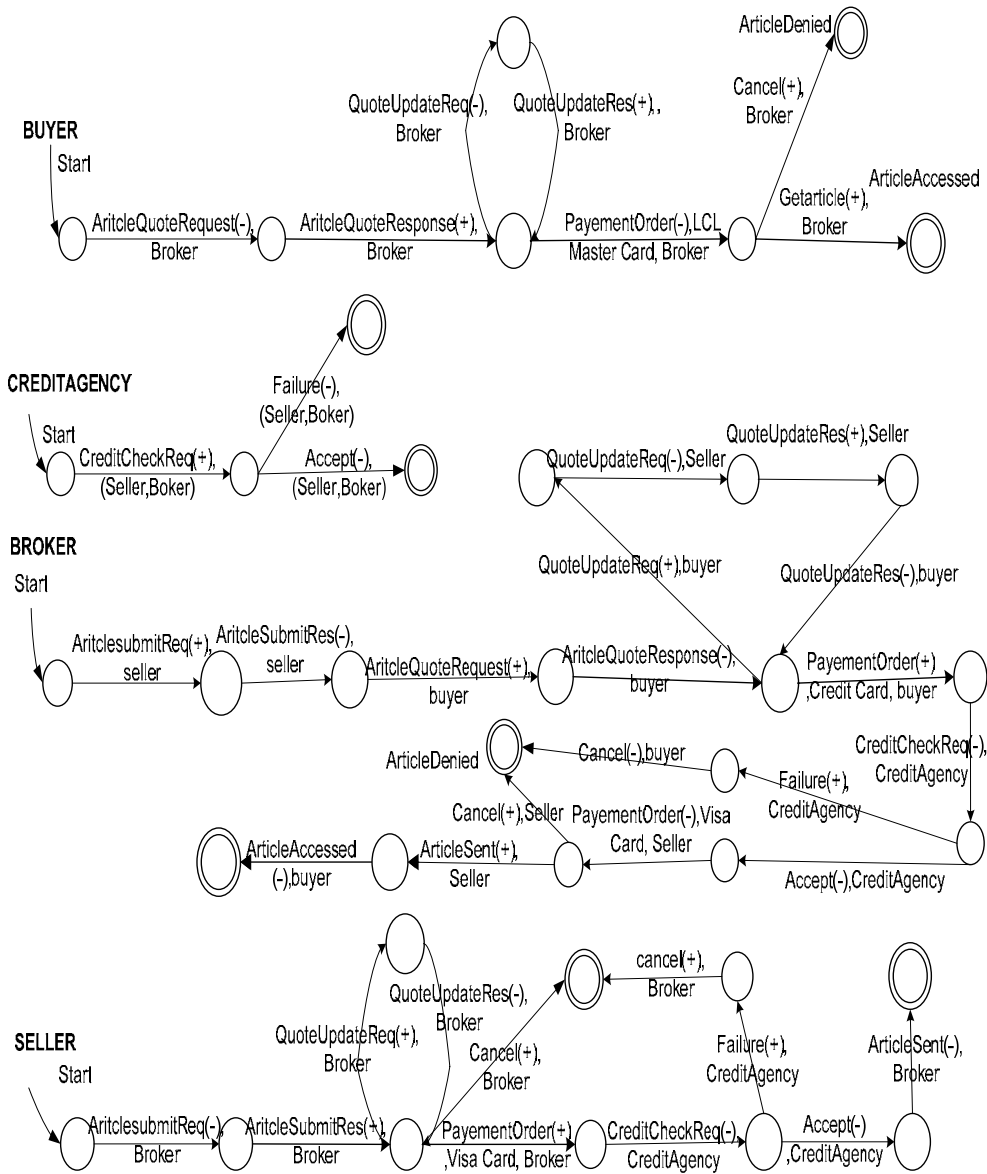 ArticleDenied
QuoteUpdateReq(-),
Broker
QuoteUpdateRes(+),,
Broker
Cancel(+),
Broker
BUYER
Start
ArticleAccessed
AritcleQuoteRequest(-),
Broker
AritcleQuoteResponse(+),
Broker
PayementOrder(-),LCL
Master Card, Broker
Getarticle(+),
Broker
CREDITAGENCY
Start
Failure(-),
(Seller,Boker)
CreditCheckReq(+),
(Seller,Boker)
Accept(-),
(Seller,Boker)
QuoteUpdateReq(-),Seller
QuoteUpdateRes(+),Seller
BROKER
Start
QuoteUpdateReq(+),buyer
QuoteUpdateRes(-),buyer
AritclesubmitReq(+),
seller
AritcleSubmitRes(-),
seller
AritcleQuoteRequest(+),
buyer
AritcleQuoteResponse(-),
buyer
PayementOrder(+)
,Credit Card, buyer
CreditCheckReq(-),
CreditAgency
ArticleDenied
Cancel(-),buyer
Failure(+),
CreditAgency
Cancel(+),Seller
PayementOrder(-),Visa
Card, Seller
ArticleAccessed
(-),buyer
ArticleSent(+),
Seller
Accept(-),CreditAgency
SELLER
Start
QuoteUpdateReq(+),
Broker
QuoteUpdateRes(-),
Broker
Cancel(+),
Broker
cancel(+),
Broker
Failure(+),
CreditAgency
ArticleSent(-),
Broker
AritclesubmitReq(-),
Broker
AritcleSubmitRes(+),
Broker
PayementOrder(+)
,Visa Card, Broker
CreditCheckReq(-),
CreditAgency
Accept(-)
,CreditAgency